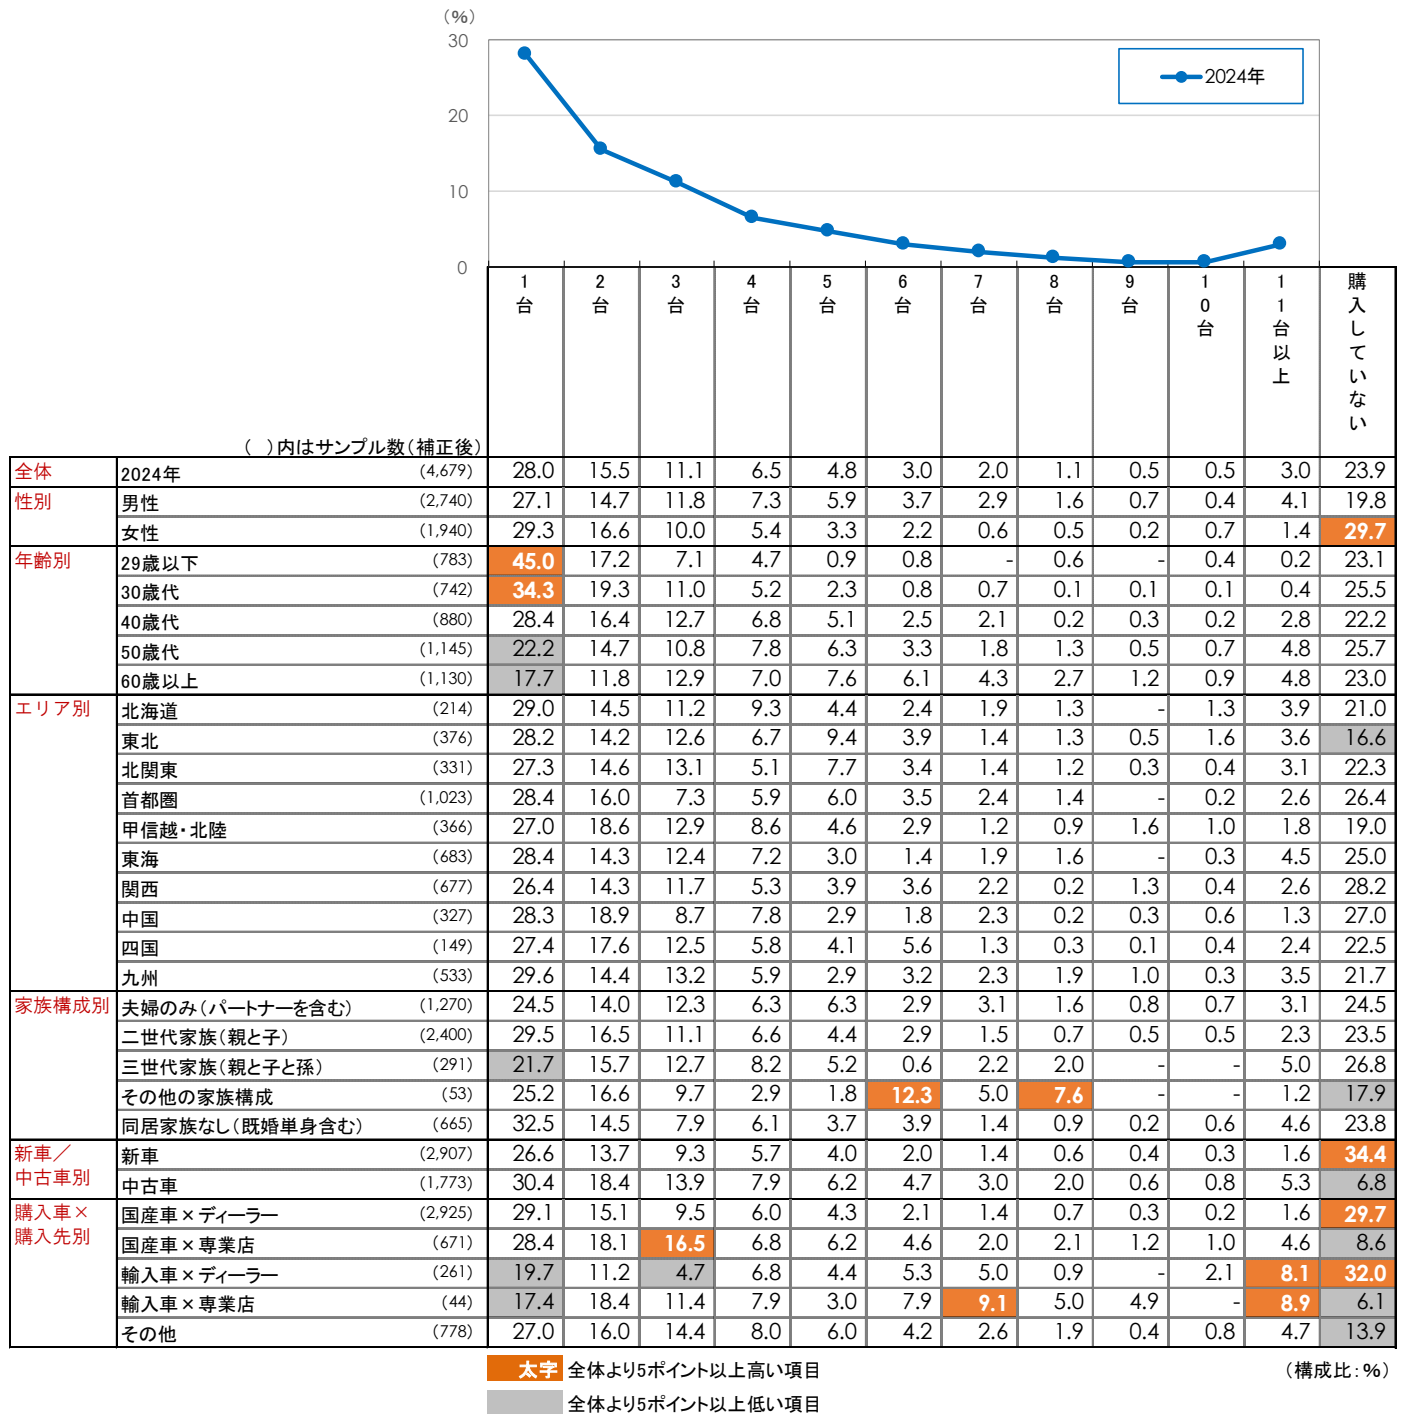 (%)
30
20
10
0
2024年
1台 2台 3台 4台 5台 6台 7台 8台 9台 10台 11台以上 購入していない
(　)内はサンプル数(補正後)
全体 2024年 (4,679) 28.0 15.5 11.1 6.5 4.8 3.0 2.0 1.1 0.5 0.5 3.0 23.9
性別 男性 (2,740) 27.1 14.7 11.8 7.3 5.9 3.7 2.9 1.6 0.7 0.4 4.1 19.8
女性 (1,940) 29.3 16.6 10.0 5.4 3.3 2.2 0.6 0.5 0.2 0.7 1.4 29.7
年齢別 29歳以下 (783) 45.0 17.2 7.1 4.7 0.9 0.8 - 0.6 - 0.4 0.2 23.1
30歳代 (742) 34.3 19.3 11.0 5.2 2.3 0.8 0.7 0.1 0.1 0.1 0.4 25.5
40歳代 (880) 28.4 16.4 12.7 6.8 5.1 2.5 2.1 0.2 0.3 0.2 2.8 22.2
50歳代 (1,145) 22.2 14.7 10.8 7.8 6.3 3.3 1.8 1.3 0.5 0.7 4.8 25.7
60歳以上 (1,130) 17.7 11.8 12.9 7.0 7.6 6.1 4.3 2.7 1.2 0.9 4.8 23.0
エリア別 北海道 (214) 29.0 14.5 11.2 9.3 4.4 2.4 1.9 1.3 - 1.3 3.9 21.0
東北 (376) 28.2 14.2 12.6 6.7 9.4 3.9 1.4 1.3 0.5 1.6 3.6 16.6
北関東 (331) 27.3 14.6 13.1 5.1 7.7 3.4 1.4 1.2 0.3 0.4 3.1 22.3
首都圏 (1,023) 28.4 16.0 7.3 5.9 6.0 3.5 2.4 1.4 - 0.2 2.6 26.4
甲信越・北陸 (366) 27.0 18.6 12.9 8.6 4.6 2.9 1.2 0.9 1.6 1.0 1.8 19.0
東海 (683) 28.4 14.3 12.4 7.2 3.0 1.4 1.9 1.6 - 0.3 4.5 25.0
関西 (677) 26.4 14.3 11.7 5.3 3.9 3.6 2.2 0.2 1.3 0.4 2.6 28.2
中国 (327) 28.3 18.9 8.7 7.8 2.9 1.8 2.3 0.2 0.3 0.6 1.3 27.0
四国 (149) 27.4 17.6 12.5 5.8 4.1 5.6 1.3 0.3 0.1 0.4 2.4 22.5
九州 (533) 29.6 14.4 13.2 5.9 2.9 3.2 2.3 1.9 1.0 0.3 3.5 21.7
家族構成別 夫婦のみ(パートナーを含む) (1,270) 24.5 14.0 12.3 6.3 6.3 2.9 3.1 1.6 0.8 0.7 3.1 24.5
二世代家族(親と子) (2,400) 29.5 16.5 11.1 6.6 4.4 2.9 1.5 0.7 0.5 0.5 2.3 23.5
三世代家族(親と子と孫) (291) 21.7 15.7 12.7 8.2 5.2 0.6 2.2 2.0 - - 5.0 26.8
その他の家族構成 (53) 25.2 16.6 9.7 2.9 1.8 12.3 5.0 7.6 - - 1.2 17.9
同居家族なし(既婚単身含む) (665) 32.5 14.5 7.9 6.1 3.7 3.9 1.4 0.9 0.2 0.6 4.6 23.8
新車/ 新車 (2,907) 26.6 13.7 9.3 5.7 4.0 2.0 1.4 0.6 0.4 0.3 1.6 34.4
中古車別 中古車 (1,773) 30.4 18.4 13.9 7.9 6.2 4.7 3.0 2.0 0.6 0.8 5.3 6.8
購入車× 国産車×ディーラー (2,925) 29.1 15.1 9.5 6.0 4.3 2.1 1.4 0.7 0.3 0.2 1.6 29.7
購入先別 国産車×専業店 (671) 28.4 18.1 16.5 6.8 6.2 4.6 2.0 2.1 1.2 1.0 4.6 8.6
輸入車×ディーラー (261) 19.7 11.2 4.7 6.8 4.4 5.3 5.0 0.9 - 2.1 8.1 32.0
輸入車×専業店 (44) 17.4 18.4 11.4 7.9 3.0 7.9 9.1 5.0 4.9 - 8.9 6.1
その他 (778) 27.0 16.0 14.4 8.0 6.0 4.2 2.6 1.9 0.4 0.8 4.7 13.9
太字 全体より5ポイント以上高い項目 (構成比:%)
全体より5ポイント以上低い項目